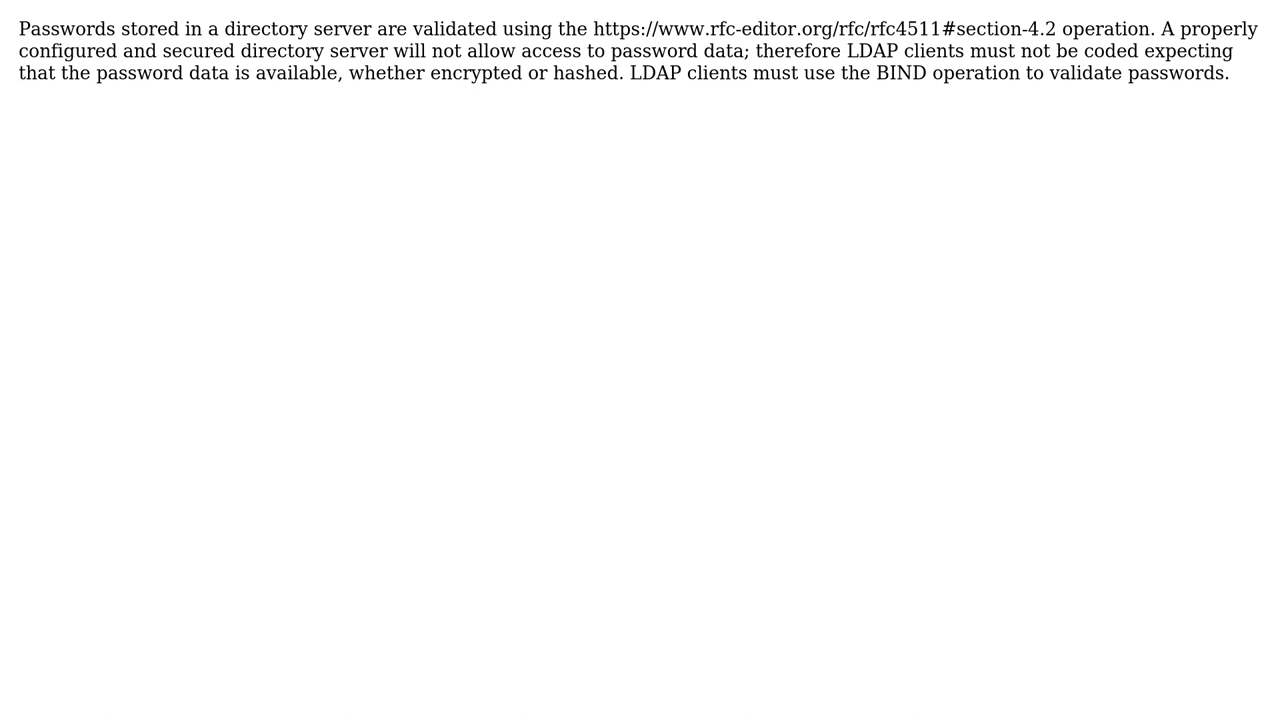 Passwords stored in a directory server are validated using the https://www.rfc-editor.org/rfc/rfc4511#section-4.2 operation. A properly
configured and secured directory server will not allow access to password data; therefore LDAP clients must not be coded expecting
that the password data is available, whether encrypted or hashed. LDAP clients must use the BIND operation to validate passwords.